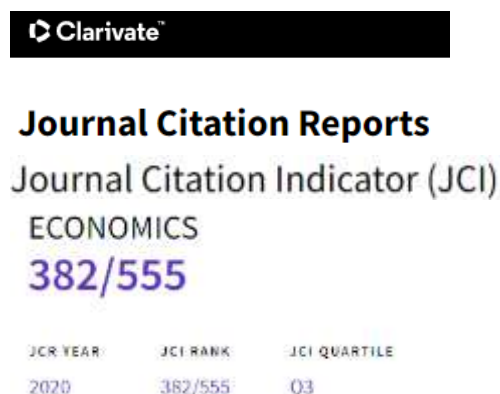 Clarivate™
Journal Citation Reports
Journal Citation Indicator (JCI)
ECONOMICS
382/555
JCR YEAR JCI RANK JCI QUARTILE
2020 382/555 Q3